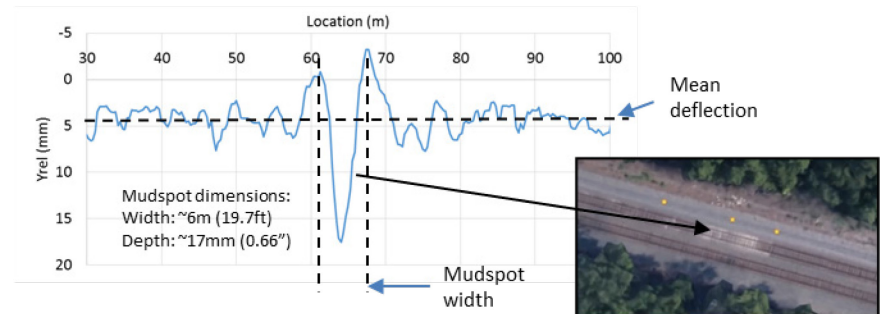 Location (m)
-5
30 40 50 60 70 80 90 100
0
5
10
15
20
Yrel (mm)
Mean
deflection
Mudspot dimensions:
Width: ~6m (19.7ft)
Depth: ~17mm (0.66”)
Mudspot
width